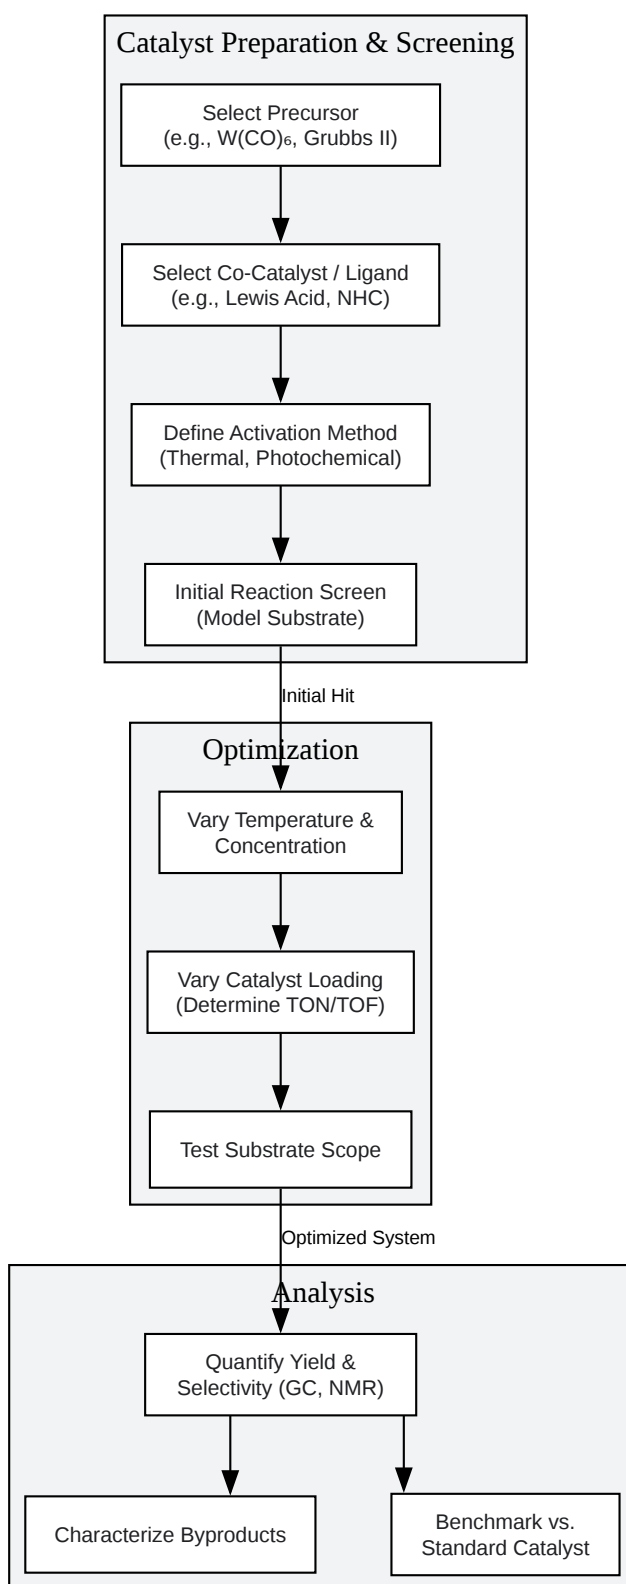 Catalyst Preparation & Screening
Select Precursor
(e.g., W(CO)₆, Grubbs II)
Select Co-Catalyst / Ligand
(e.g., Lewis Acid, NHC)
Define Activation Method
(Thermal, Photochemical)
Initial Reaction Screen
(Model Substrate)
Initial Hit
Optimization
Vary Temperature &
Concentration
Vary Catalyst Loading
(Determine TON/TOF)
Test Substrate Scope
Optimized System
Analysis
Quantify Yield &
Selectivity (GC, NMR)
Characterize Byproducts
Benchmark vs.
Standard Catalyst